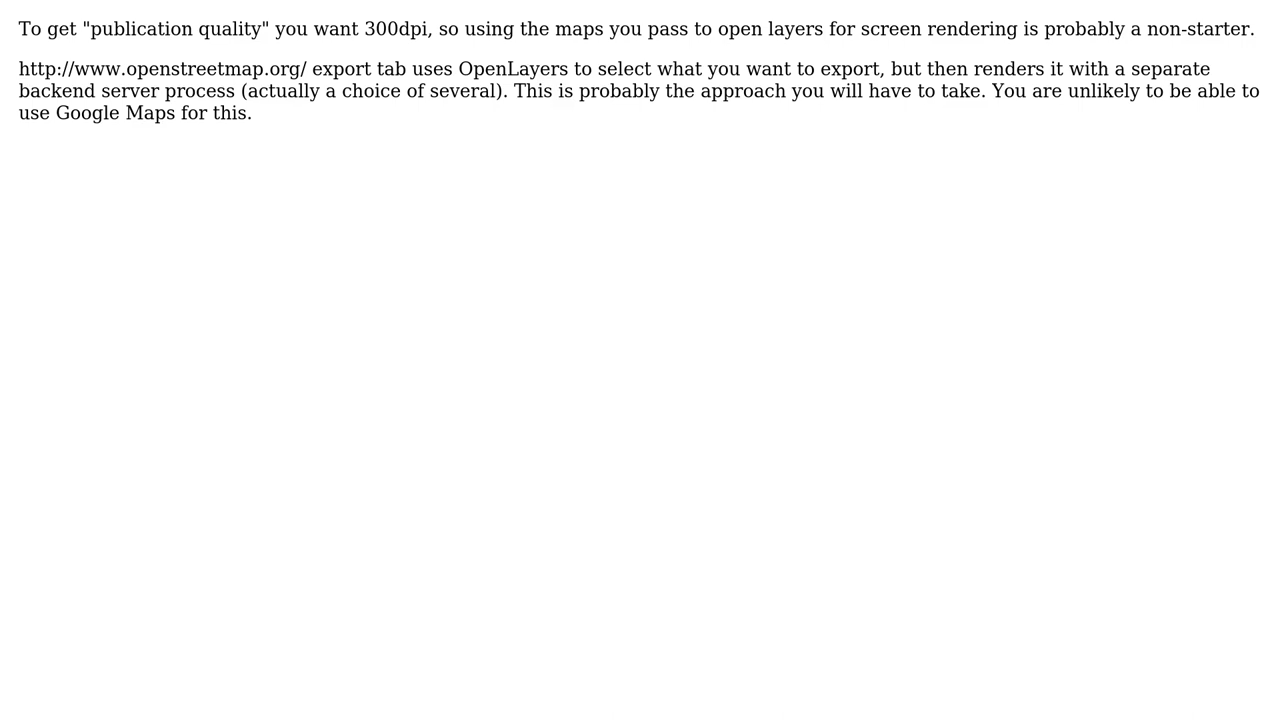 To get "publication quality" you want 300dpi, so using the maps you pass to open layers for screen rendering is probably a non-starter.
http://www.openstreetmap.org/ export tab uses OpenLayers to select what you want to export, but then renders it with a separate
backend server process (actually a choice of several). This is probably the approach you will have to take. You are unlikely to be able to
use Google Maps for this.